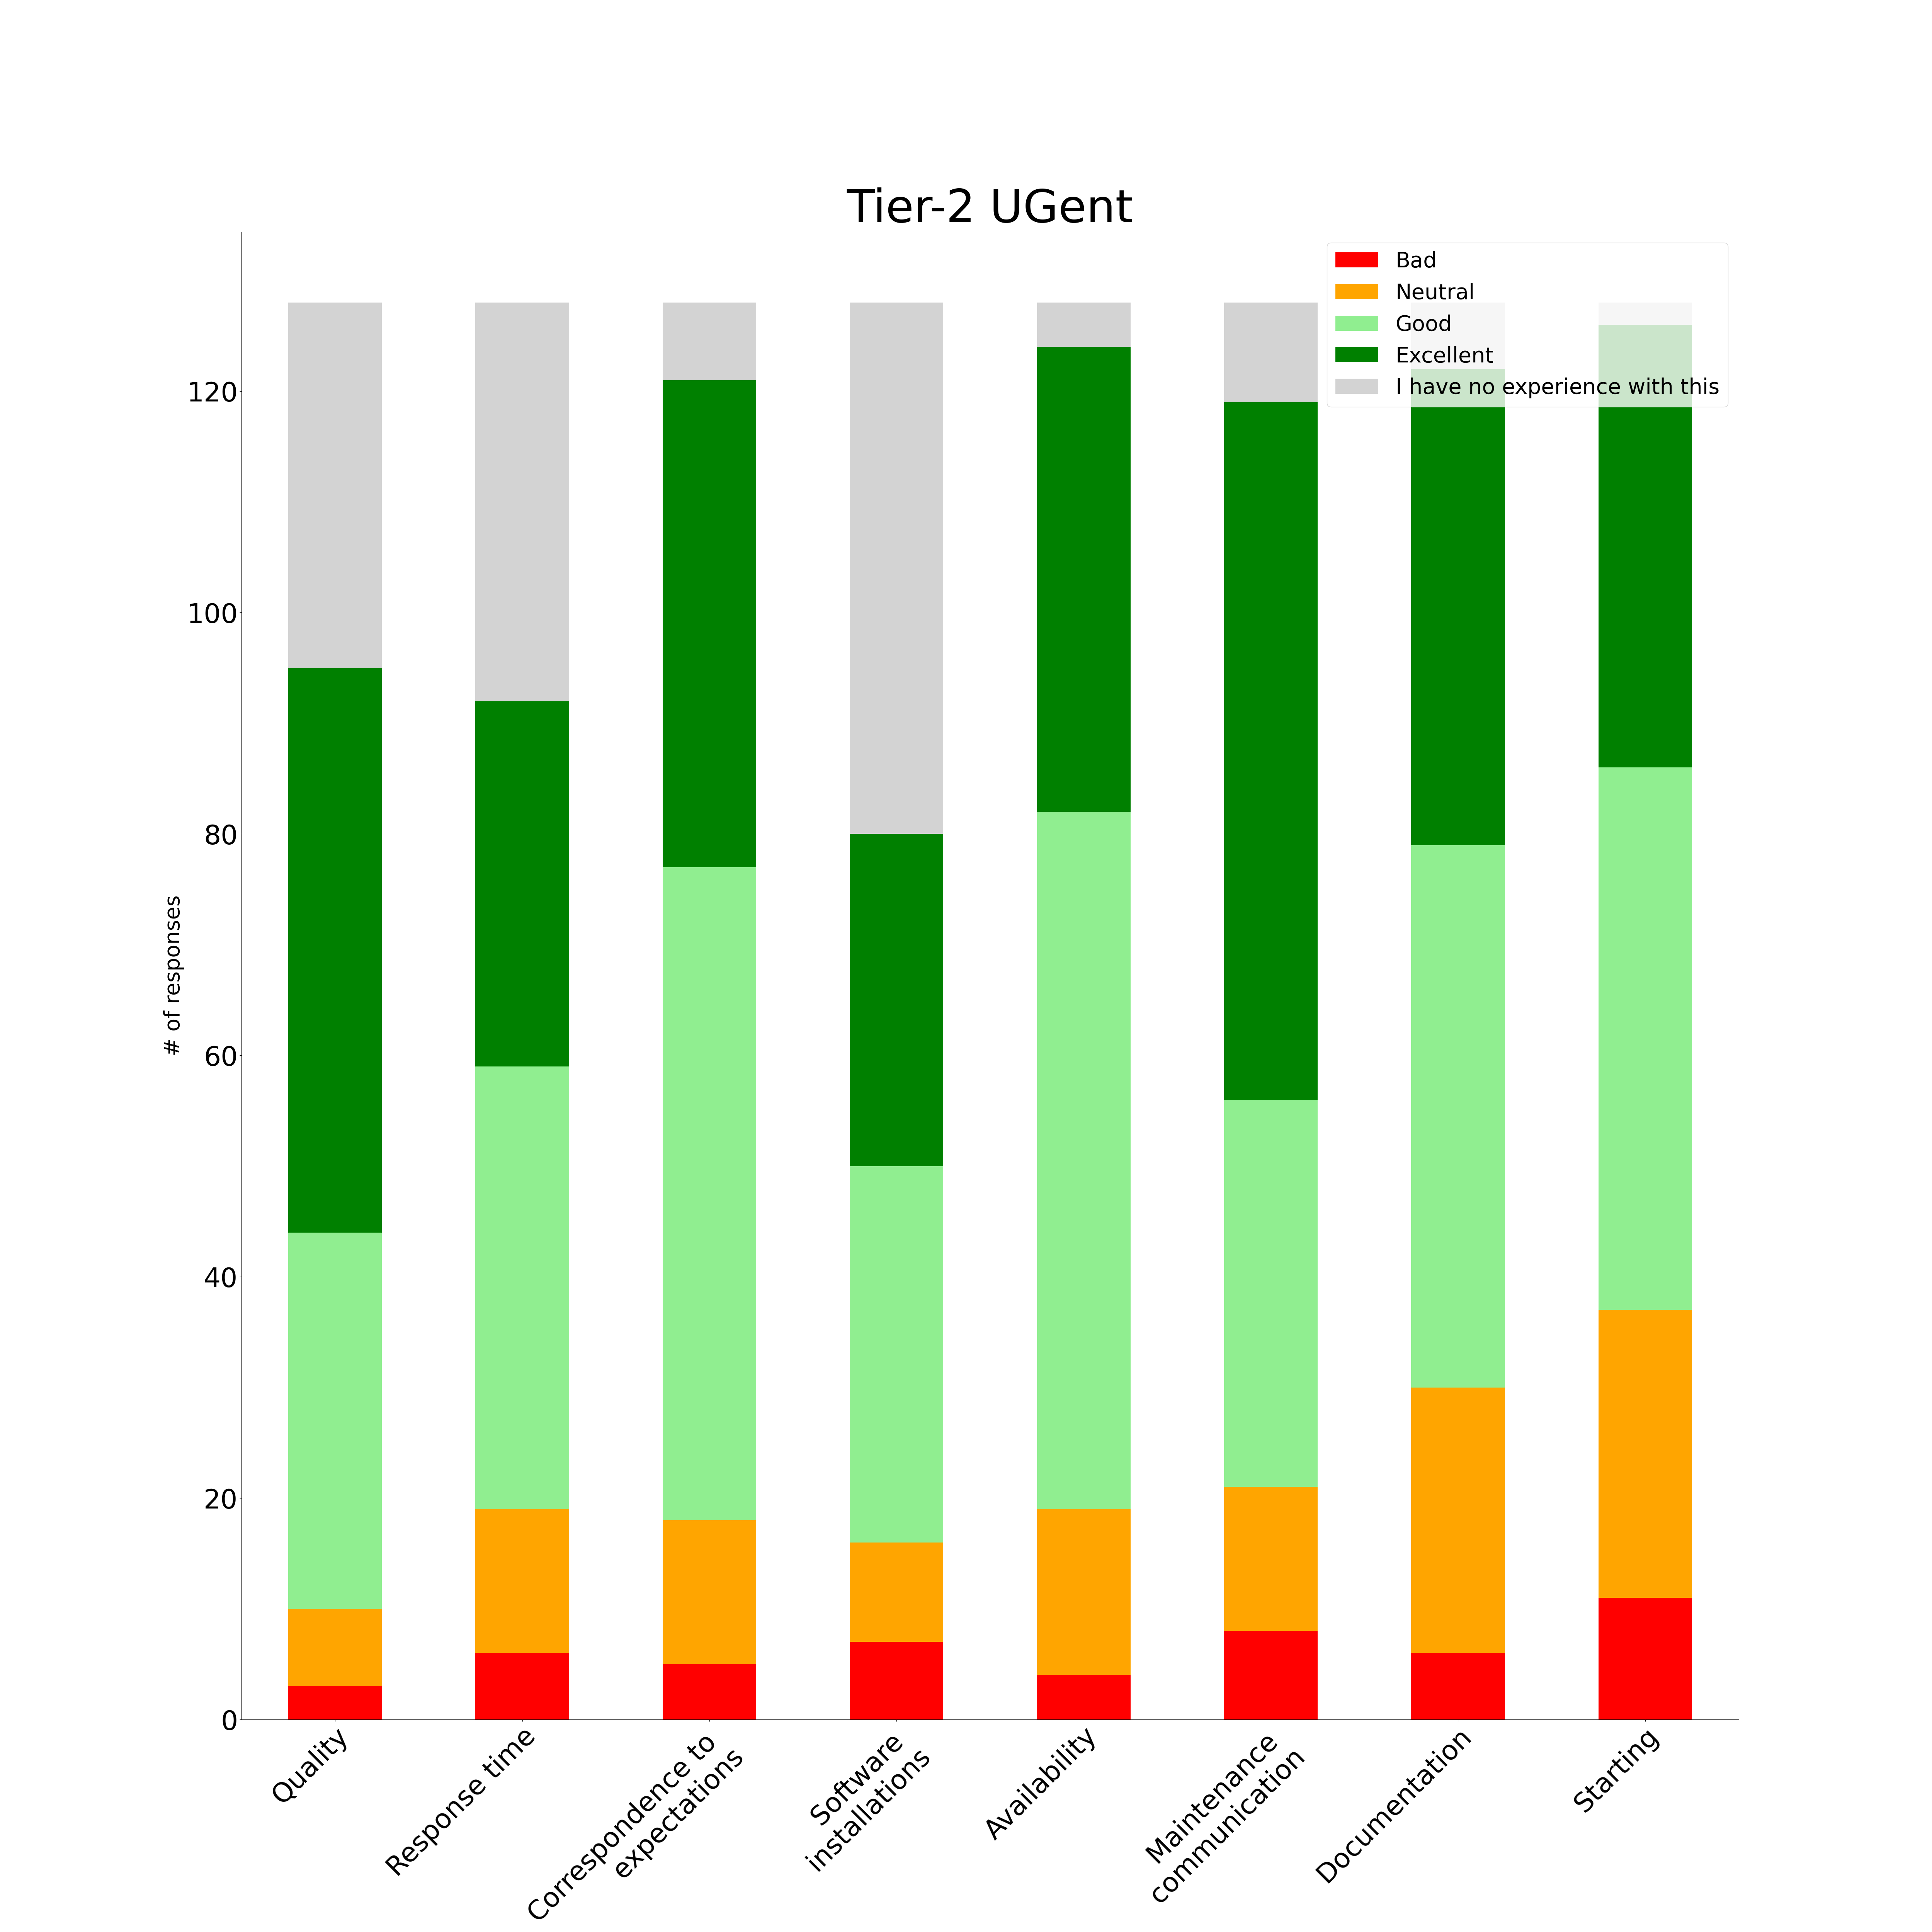 Tier-2 UGent
Bad
Neutral
Good
Excellent
I have no experience with this
120
100
80
60
40
20
0
# of responses
Quality
Response time
Correspondence to
expectations
Software
installations
Availability
Maintenance
communication
Documentation
Starting